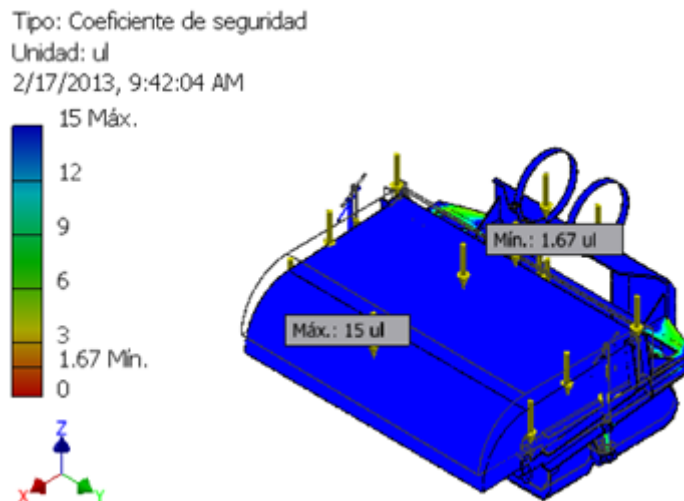 Tipo: Coeficiente de seguridad
Unidad: ul
2/17/2013, 9:42:04 AM
15 Máx.
12
9
6
3
1.67 Mín.
0
Mín.: 1.67 ul
Máx.: 15 ul
Z
X
Y